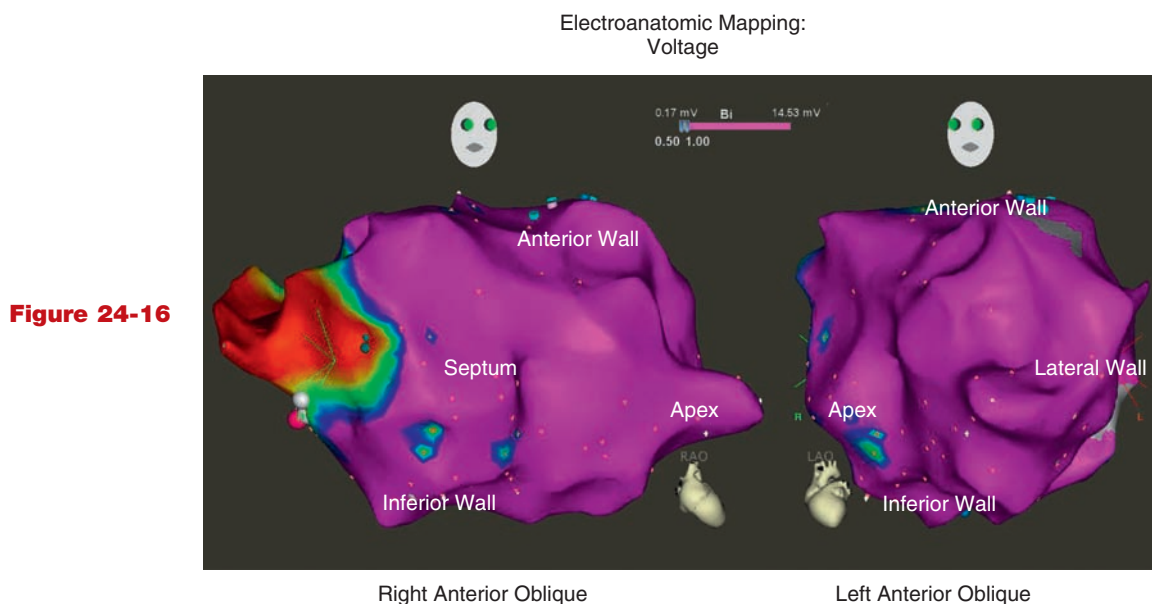 Electroanatomic Mapping:
Voltage
0.17 mV Bi 14.53 mV
0.50 1.00
Anterior Wall
Anterior Wall
Figure 24-16
Septum
Lateral Wall
Apex
Apex
R
L
RAO
LAO
Inferior Wall
Inferior Wall
Right Anterior Oblique
Left Anterior Oblique